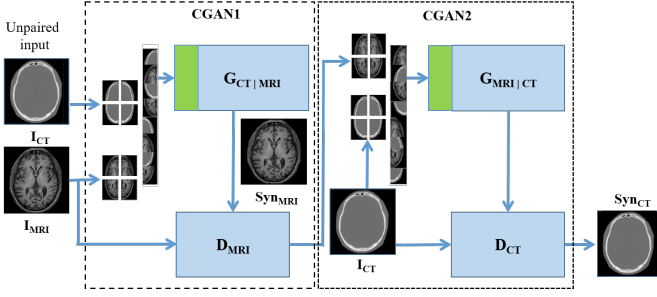 CGAN1
CGAN2
Unpaired
input
I_CT
G_CT | MRI
G_MRI | CT
I_MRI
Syn_MRI
D_MRI
I_CT
D_CT
Syn_CT